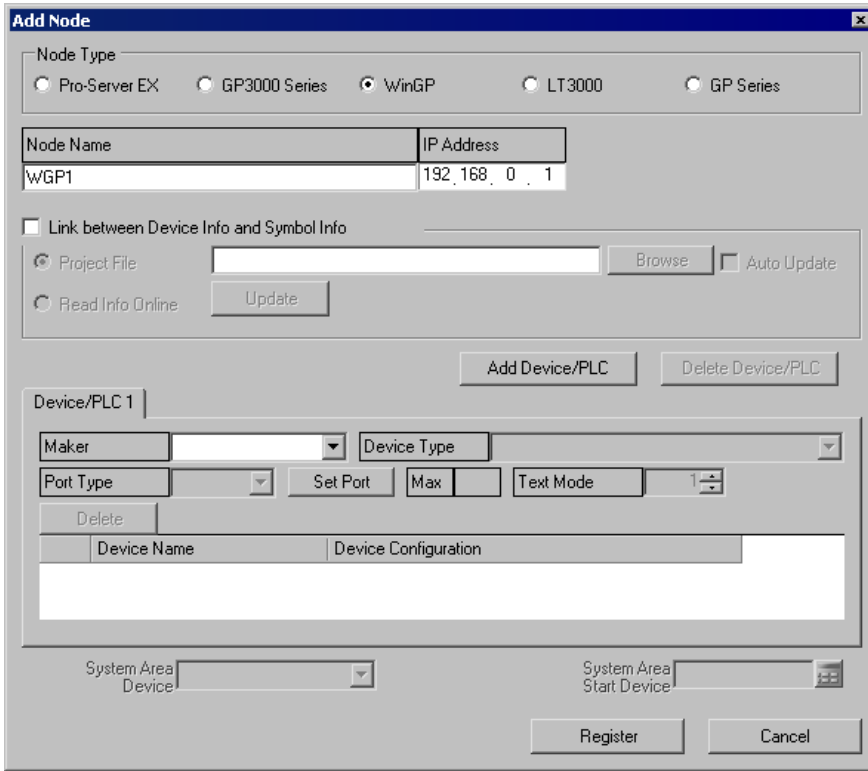 Add Node
Node Type
Pro-Server EX GP3000 Series WinGP LT3000 GP Series
Node Name IP Address
WGP1 192.168. 0 . 1
Link between Device Info and Symbol Info
Project File Browse Auto Update
Read Info Online Update
Add Device/PLC Delete Device/PLC
Device/PLC 1
Maker Device Type
Port Type Set Port Max Text Mode 1
Delete
Device Name Device Configuration
System Area System Area
Device Start Device
Register Cancel